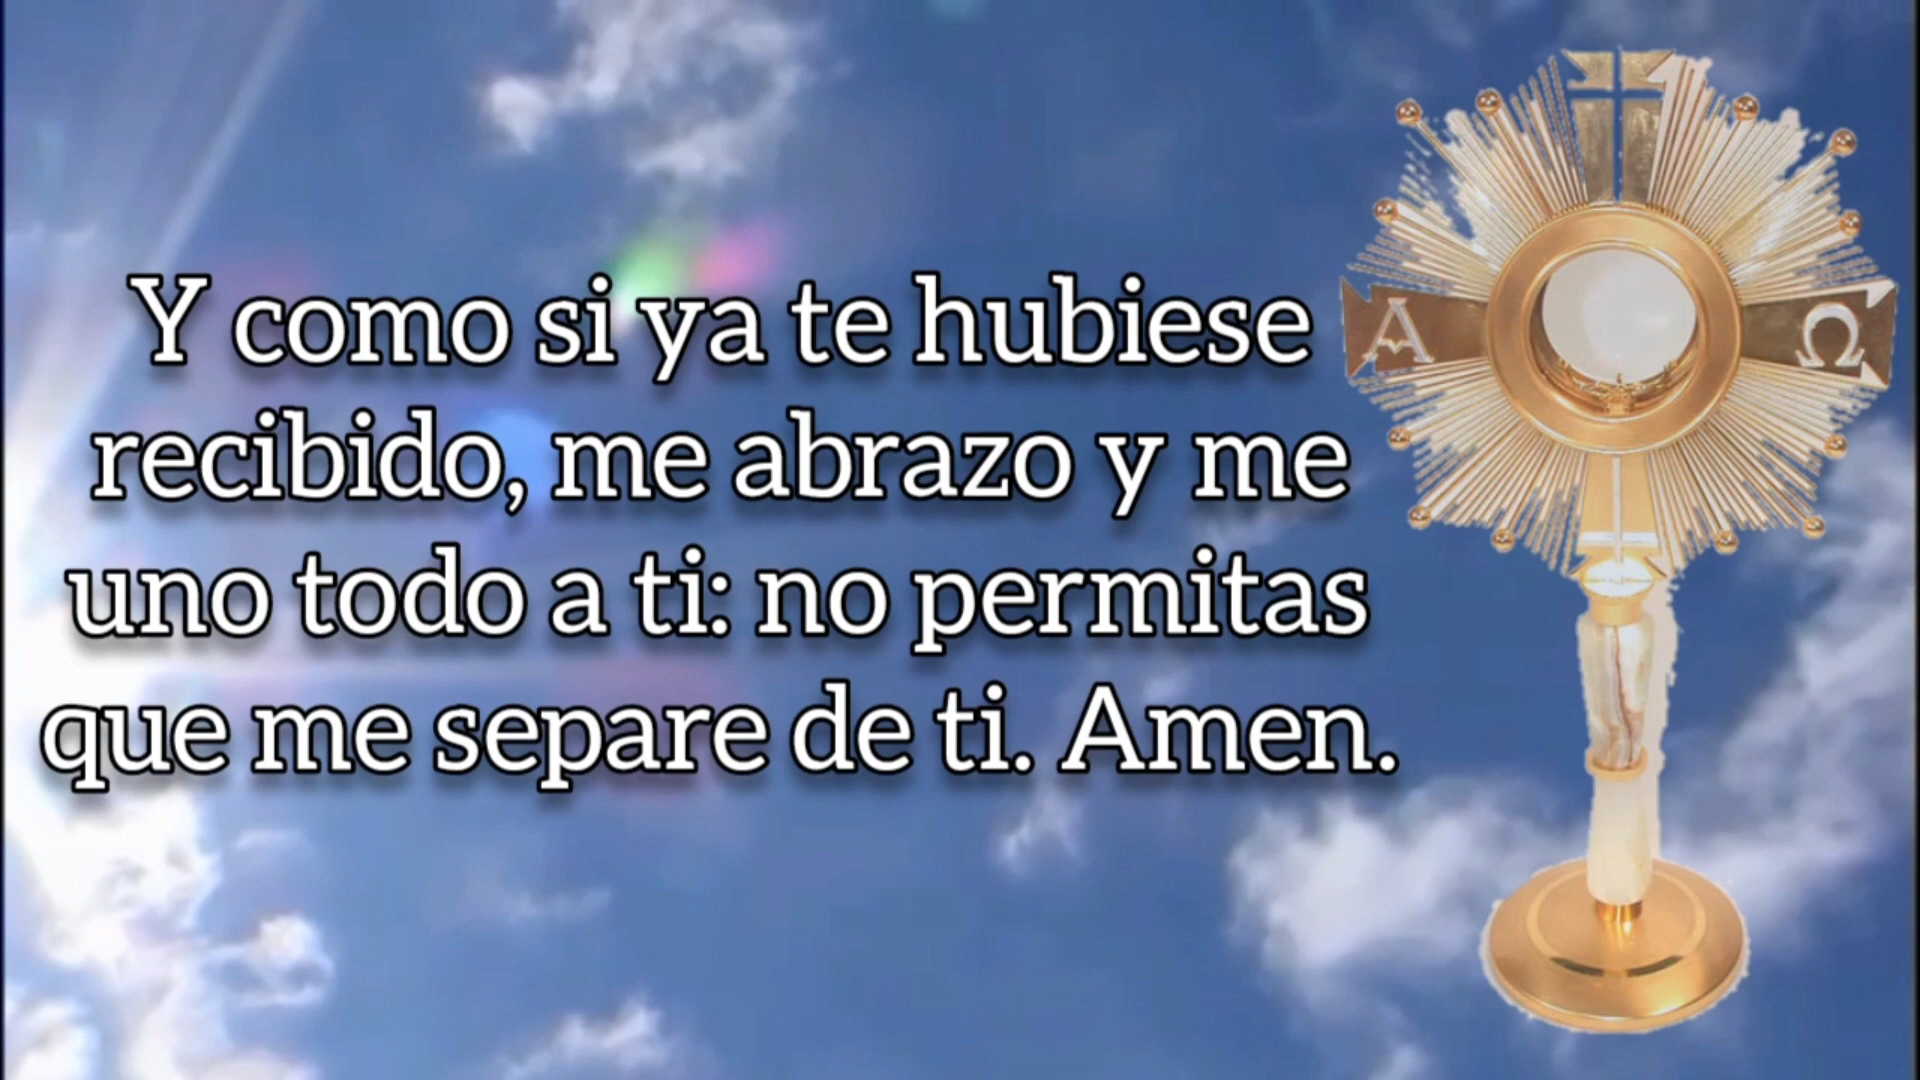 Y como si ya te hubiese
recibido, me abrazo y me
uno todo a ti: no permitas
que me separe de ti. Amen.
Α Ω